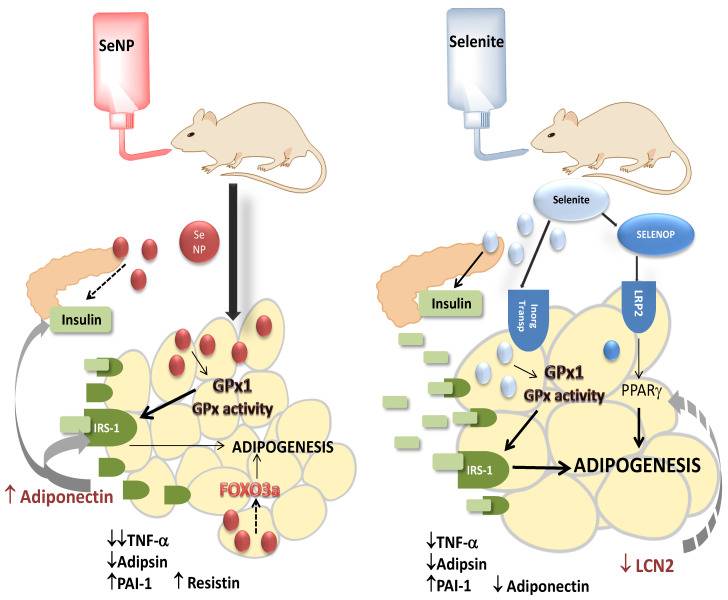 SeNP
Se
NP
Insulin
GPx1
GPx activity
IRS-1
ADIPOGENESIS
FOXO3a
↑ Adiponectin
↓↓TNF-α
↓Adipsin
↑PAI-1 ↑ Resistin
Selenite
Selenite
SELENOP
Insulin
Inorg
Transp
LRP2
GPx1
GPx activity
PPARγ
IRS-1
ADIPOGENESIS
↓TNF-α
↓Adipsin
↑PAI-1 ↓ Adiponectin
↓ LCN2